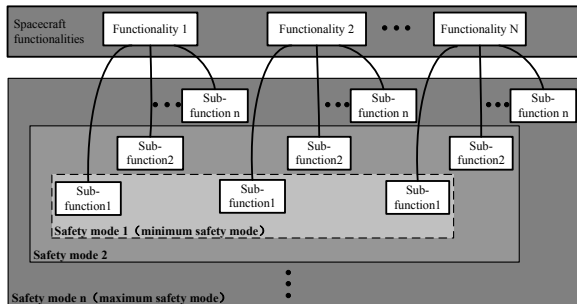 Spacecraft
functionalities
Functionality 1
Functionality 2
Functionality N
Sub-
function n
Sub-
function n
Sub-
function n
Sub-
function2
Sub-
function2
Sub-
function2
Sub-
function1
Sub-
function1
Sub-
function1
Safety mode 1（minimum safety mode）
Safety mode 2
Safety mode n（maximum safety mode）